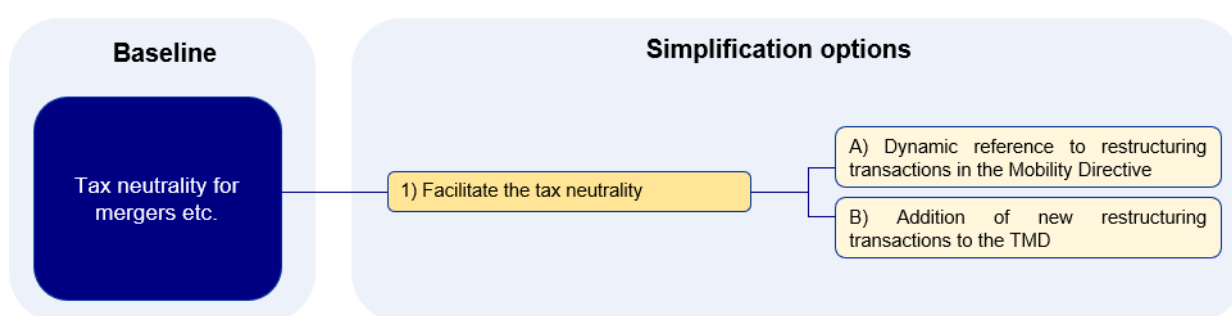 Baseline
Simplification options
Tax neutrality for
mergers etc.
1) Facilitate the tax neutrality
A) Dynamic reference to restructuring
transactions in the Mobility Directive
B) Addition of new restructuring
transactions to the TMD